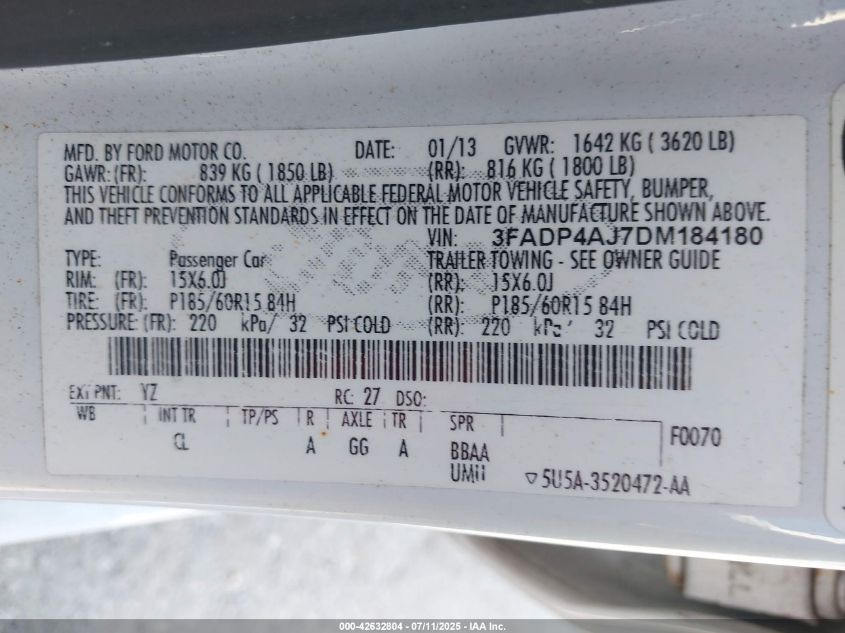 MFD. BY FORD MOTOR CO. DATE: 01/13 GVWR: 1642 KG ( 3620 LB)
GAWR: (FR): 839 KG ( 1850 LB) (RR): 816 KG ( 1800 LB)
THIS VEHICLE CONFORMS TO ALL APPLICABLE FEDERAL MOTOR VEHICLE SAFETY, BUMPER,
AND THEFT PREVENTION STANDARDS IN EFFECT ON THE DATE OF MANUFACTURE SHOWN ABOVE.
VIN: 3FADP4AJ7DM184180
TYPE: Passenger Car TRAILER TOWING - SEE OWNER GUIDE
RIM: (FR): 15X6.0J (RR): 15X6.0J
TIRE: (FR): P185/60R15 84H (RR): P185/60R15 84H
PRESSURE: (FR): 220 kPa/ 32 PSI COLD (RR): 220 kPa/ 32 PSI COLD
EXT PNT: YZ RC: 27 DSO:
WB INT TR TP/PS R AXLE TR SPR F0070
CL A GG A BBAA
5U5A-3520472-AA
000-42632804 - 07/11/2025 - IAA Inc.